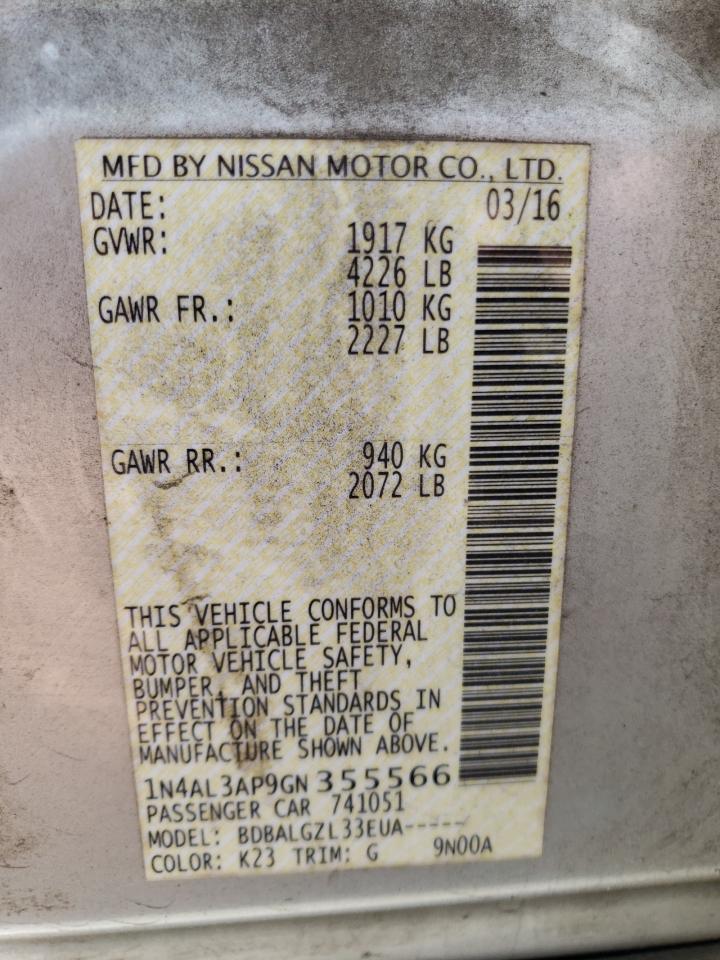 MFD BY NISSAN MOTOR CO., LTD.
DATE: 03/16
GVWR: 1917 KG
4226 LB
GAWR FR.: 1010 KG
2227 LB
GAWR RR.: 940 KG
2072 LB
THIS VEHICLE CONFORMS TO
ALL APPLICABLE FEDERAL
MOTOR VEHICLE SAFETY,
BUMPER, AND THEFT
PREVENTION STANDARDS IN
EFFECT ON THE DATE OF
MANUFACTURE SHOWN ABOVE.
1N4AL3AP9GN 355566
PASSENGER CAR 741051
MODEL: BDBALGZL33EUA-----
COLOR: K23 TRIM: G 9N00A